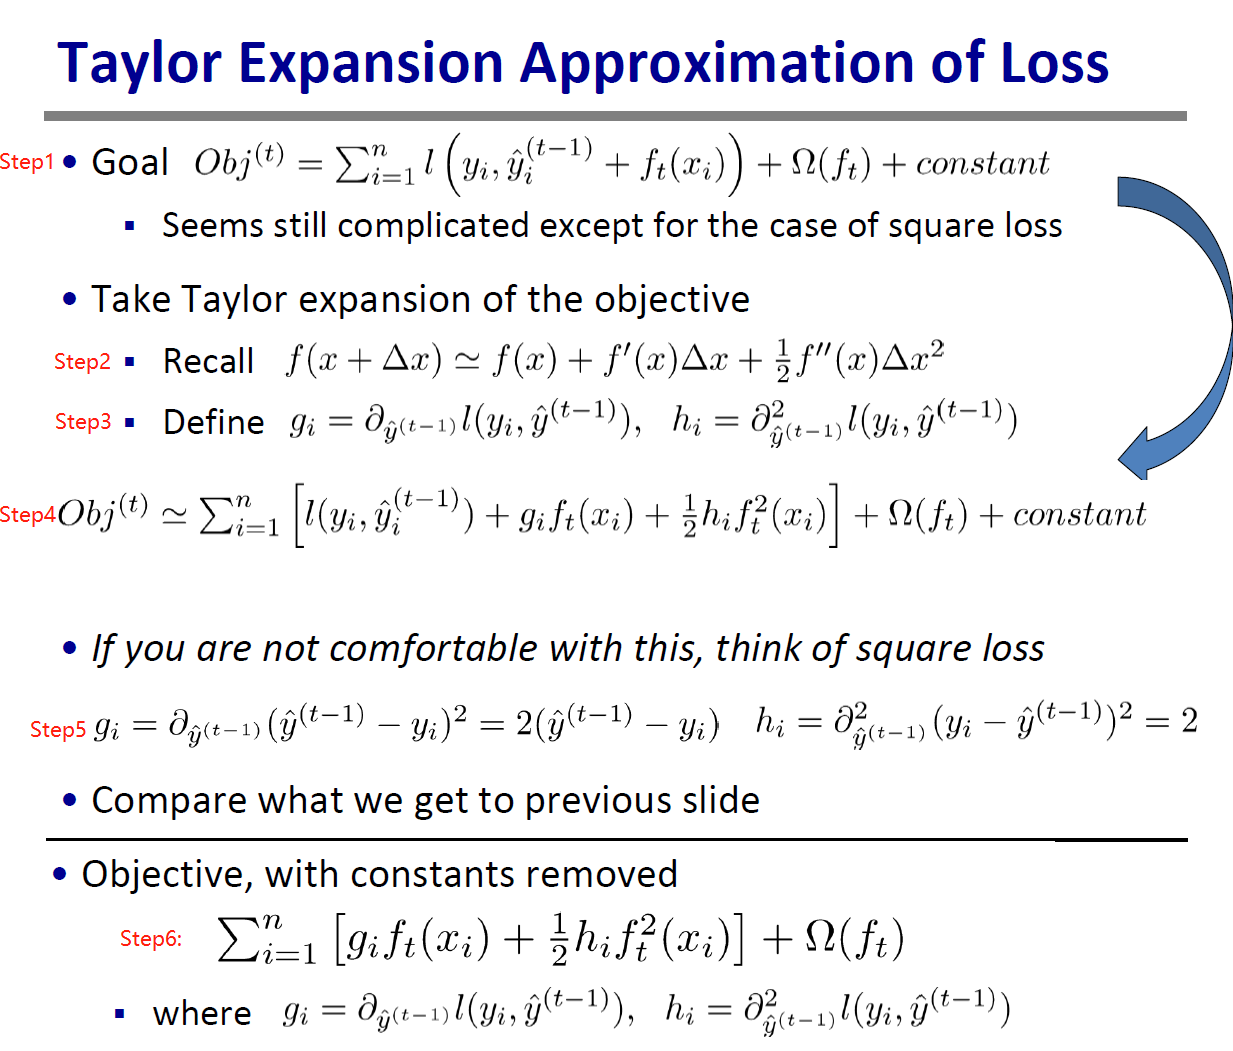 Taylor Expansion Approximation of Loss
Step1 • Goal $Obj^{(t)} = \sum_{i=1}^{n} l\left(y_i, \hat{y}_i^{(t-1)} + f_t(x_i)\right) + \Omega(f_t) + constant$
▪ Seems still complicated except for the case of square loss
• Take Taylor expansion of the objective
Step2 ▪ Recall $f(x + \Delta x) \simeq f(x) + f'(x)\Delta x + \frac{1}{2} f''(x)\Delta x^2$
Step3 ▪ Define $g_i = \partial_{\hat{y}^{(t-1)}} l(y_i, \hat{y}^{(t-1)}), \; h_i = \partial^2_{\hat{y}^{(t-1)}} l(y_i, \hat{y}^{(t-1)})$
Step4 $Obj^{(t)} \simeq \sum_{i=1}^{n} \left[l(y_i, \hat{y}_i^{(t-1)}) + g_i f_t(x_i) + \frac{1}{2} h_i f_t^2(x_i)\right] + \Omega(f_t) + constant$
• If you are not comfortable with this, think of square loss
Step5 $g_i = \partial_{\hat{y}^{(t-1)}} (\hat{y}^{(t-1)} - y_i)^2 = 2(\hat{y}^{(t-1)} - y_i) \; h_i = \partial^2_{\hat{y}^{(t-1)}} (y_i - \hat{y}^{(t-1)})^2 = 2$
• Compare what we get to previous slide
• Objective, with constants removed
Step6: $\sum_{i=1}^{n} \left[g_i f_t(x_i) + \frac{1}{2} h_i f_t^2(x_i)\right] + \Omega(f_t)$
▪ where $g_i = \partial_{\hat{y}^{(t-1)}} l(y_i, \hat{y}^{(t-1)}), \; h_i = \partial^2_{\hat{y}^{(t-1)}} l(y_i, \hat{y}^{(t-1)})$